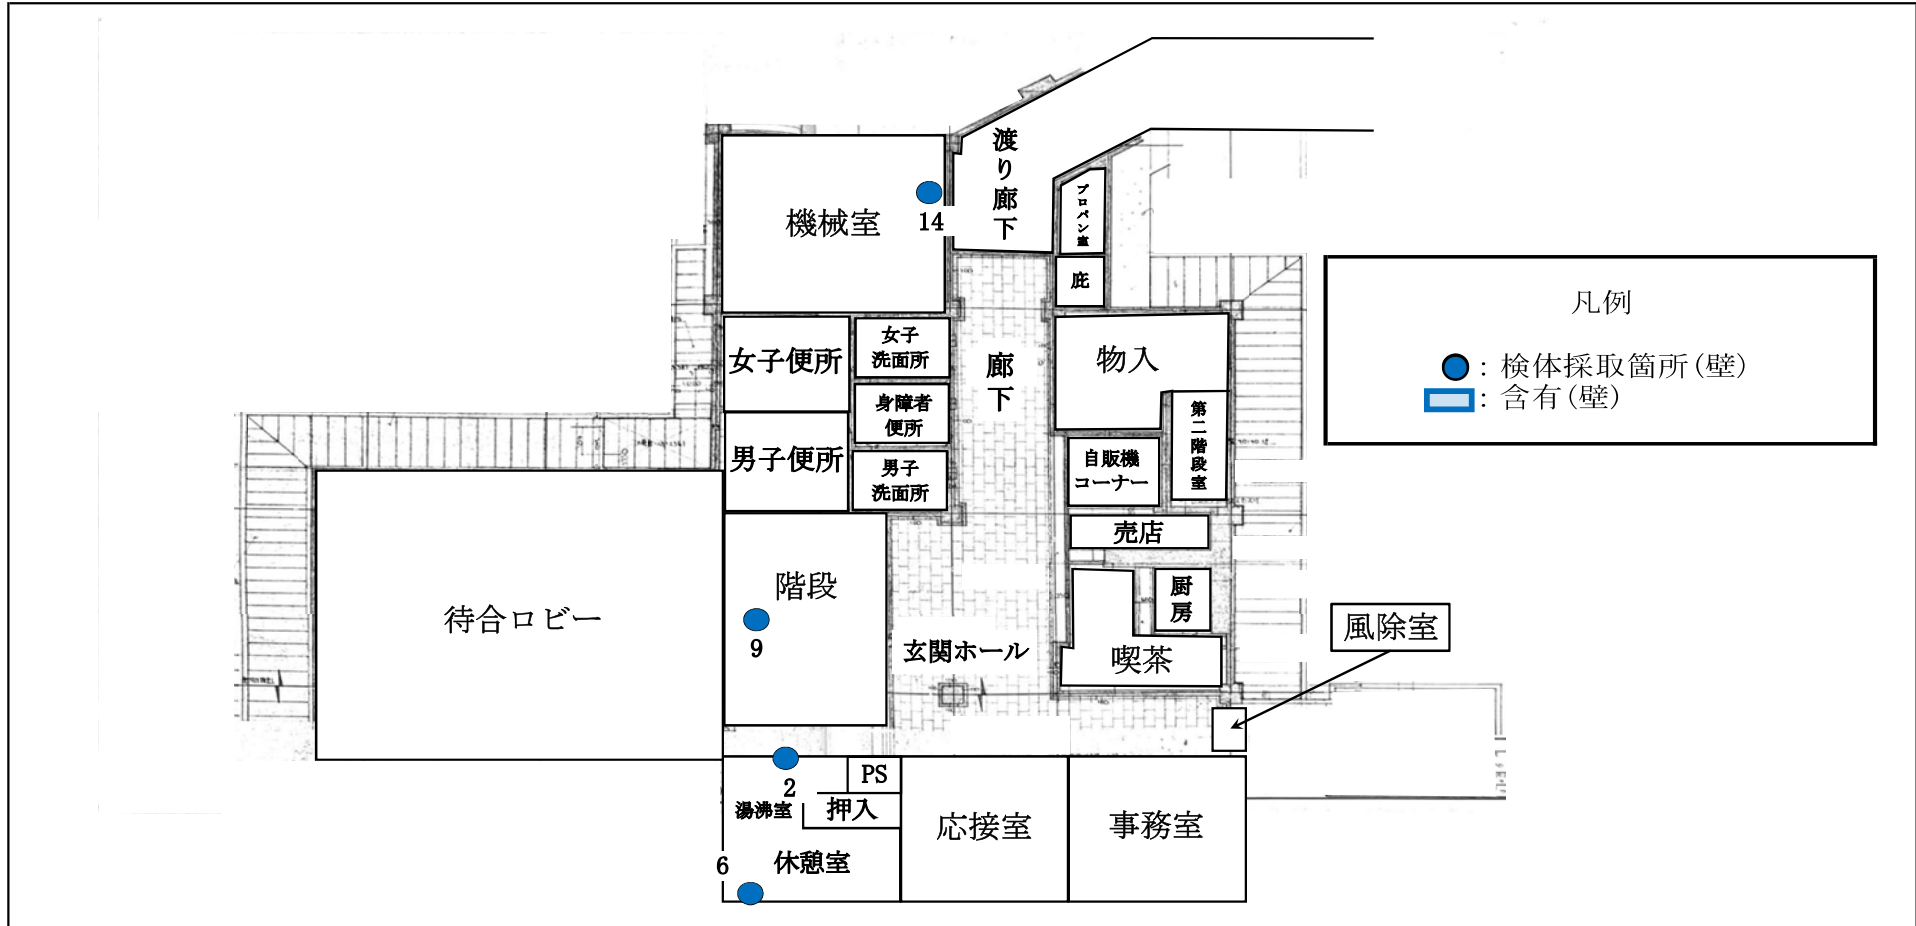 渡り廊下
プロパン室
機械室
14
庇
凡例
：検体採取箇所(壁)
：含有(壁)
女子便所
女子
洗面所
廊下
物入
身障者
便所
第二階段室
男子便所
男子
洗面所
自販機
コーナー
売店
階段
9
待合ロビー
厨房
風除室
玄関ホール
喫茶
2
PS
湯沸室
押入
応接室
事務室
6
休憩室